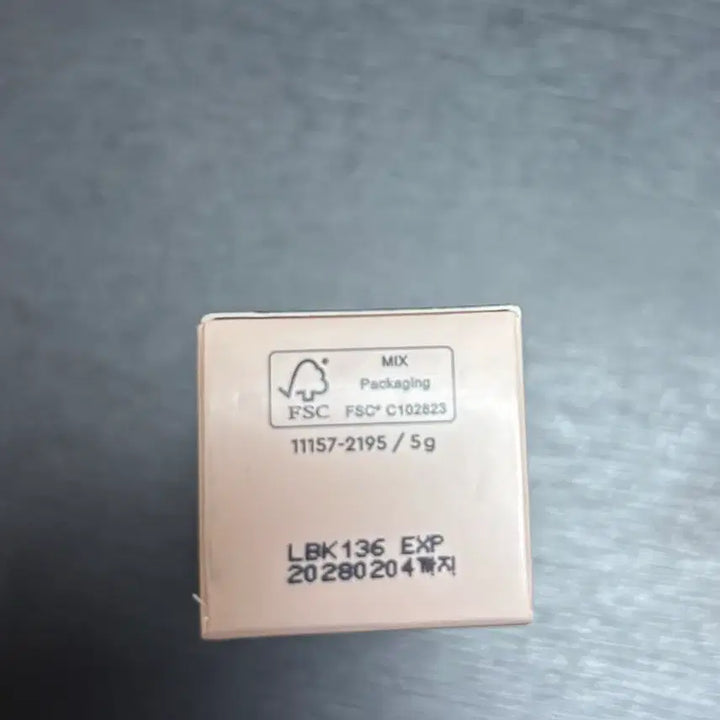 MIX
Packaging
FSC
FSC® C102823
11157-2195 / 5g
LBK136 EXP
20280204까지